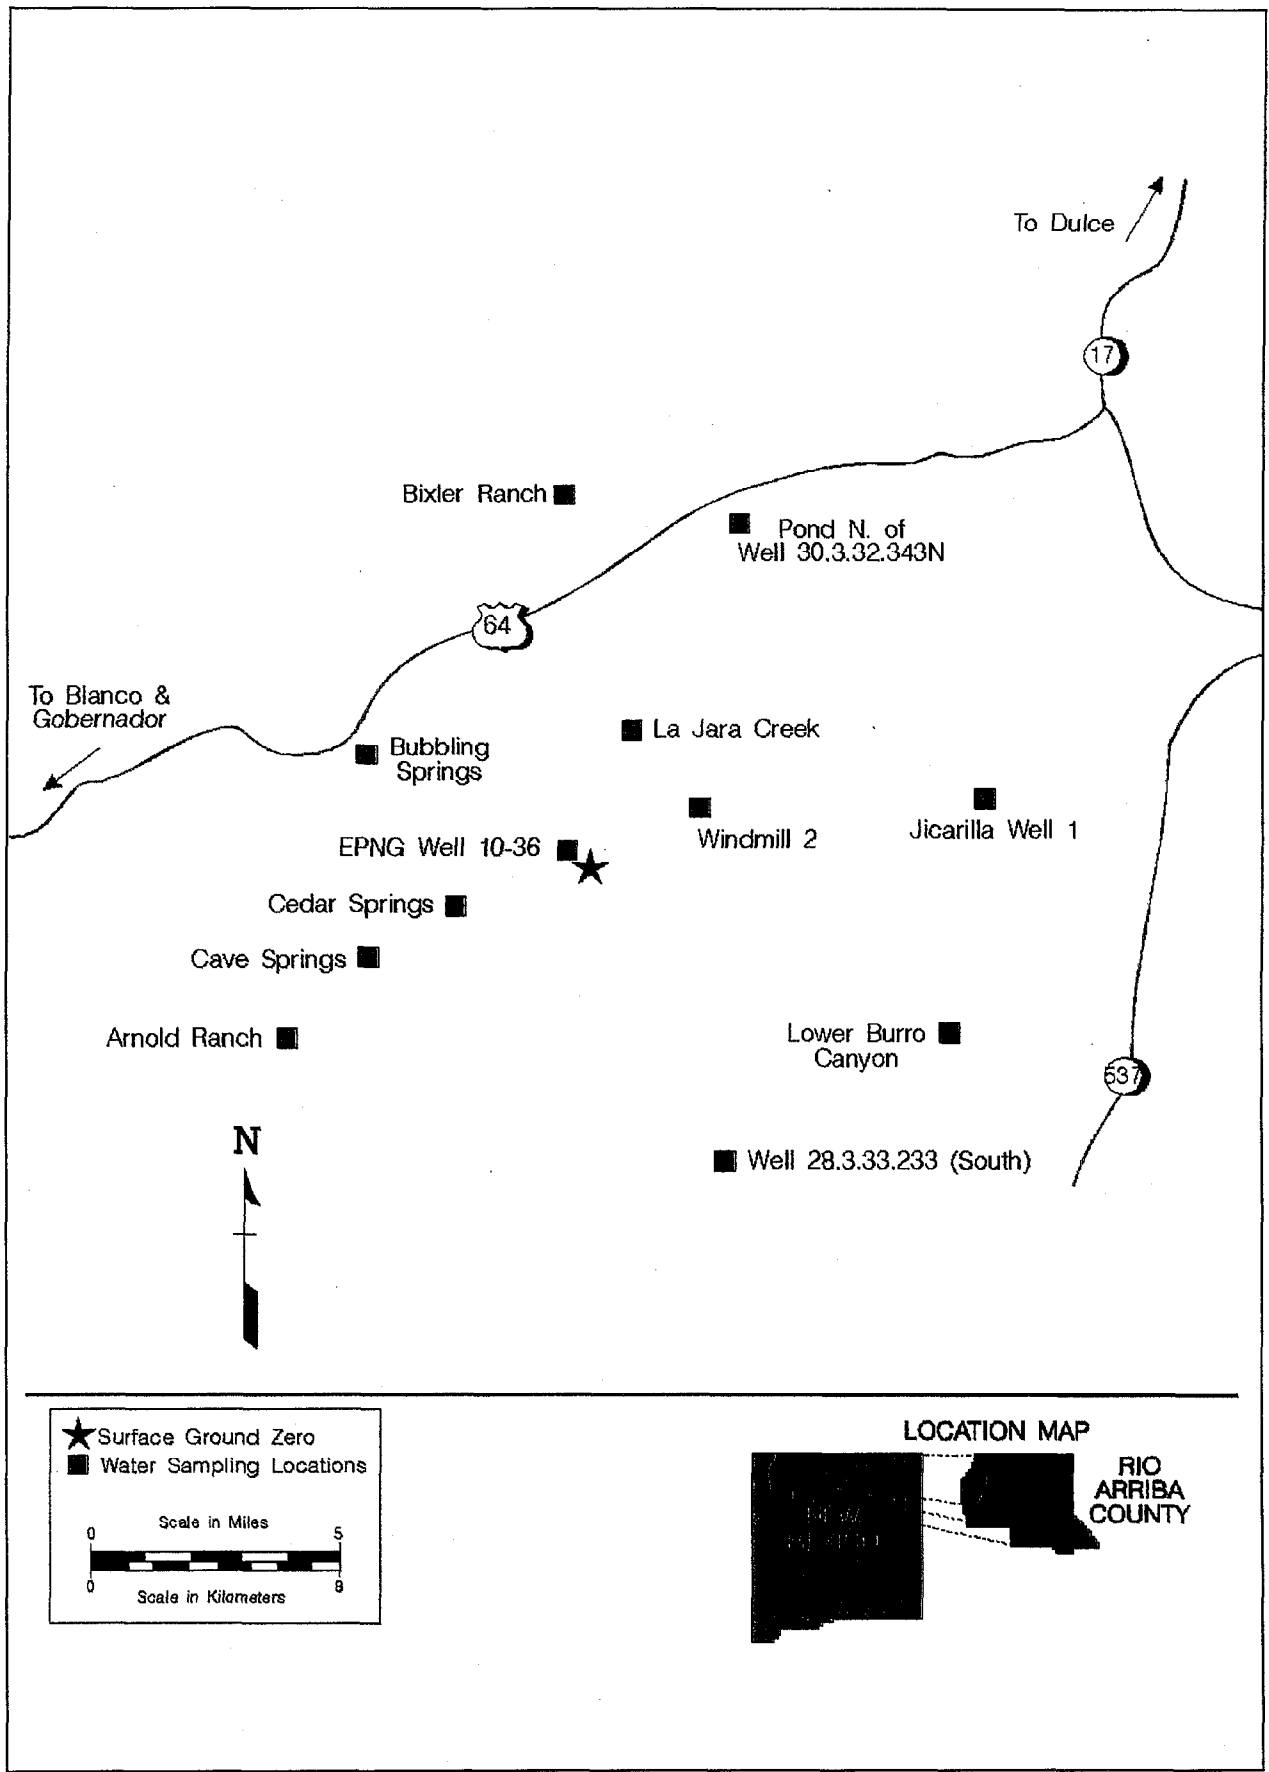 To Dulce
17
Bixler Ranch
Pond N. of
Well 30.3.32.343N
64
To Blanco &
Gobernador
La Jara Creek
Bubbling
Springs
Windmill 2
Jicarilla Well 1
EPNG Well 10-36
Cedar Springs
Cave Springs
Arnold Ranch
Lower Burro
Canyon
537
N
Well 28.3.33.233 (South)
Surface Ground Zero
Water Sampling Locations
Scale in Miles
0 5
0 8
Scale in Kilometers
LOCATION MAP
RIO
ARRIBA
COUNTY
NEW
MEXICO